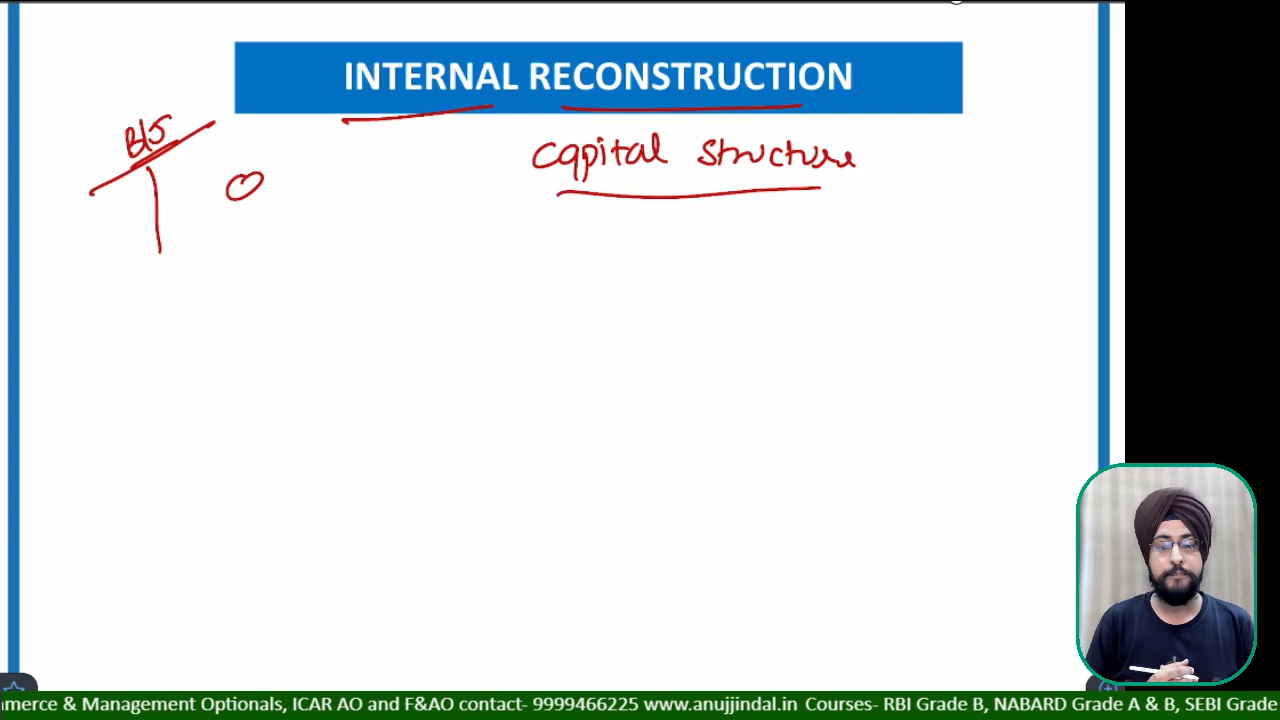 INTERNAL RECONSTRUCTION
B/S
Capital structure
mmerce & Management Optionals, ICAR AO and F&AO contact- 9999466225 www.anujjindal.in Courses- RBI Grade B, NABARD Grade A & B, SEBI Grade